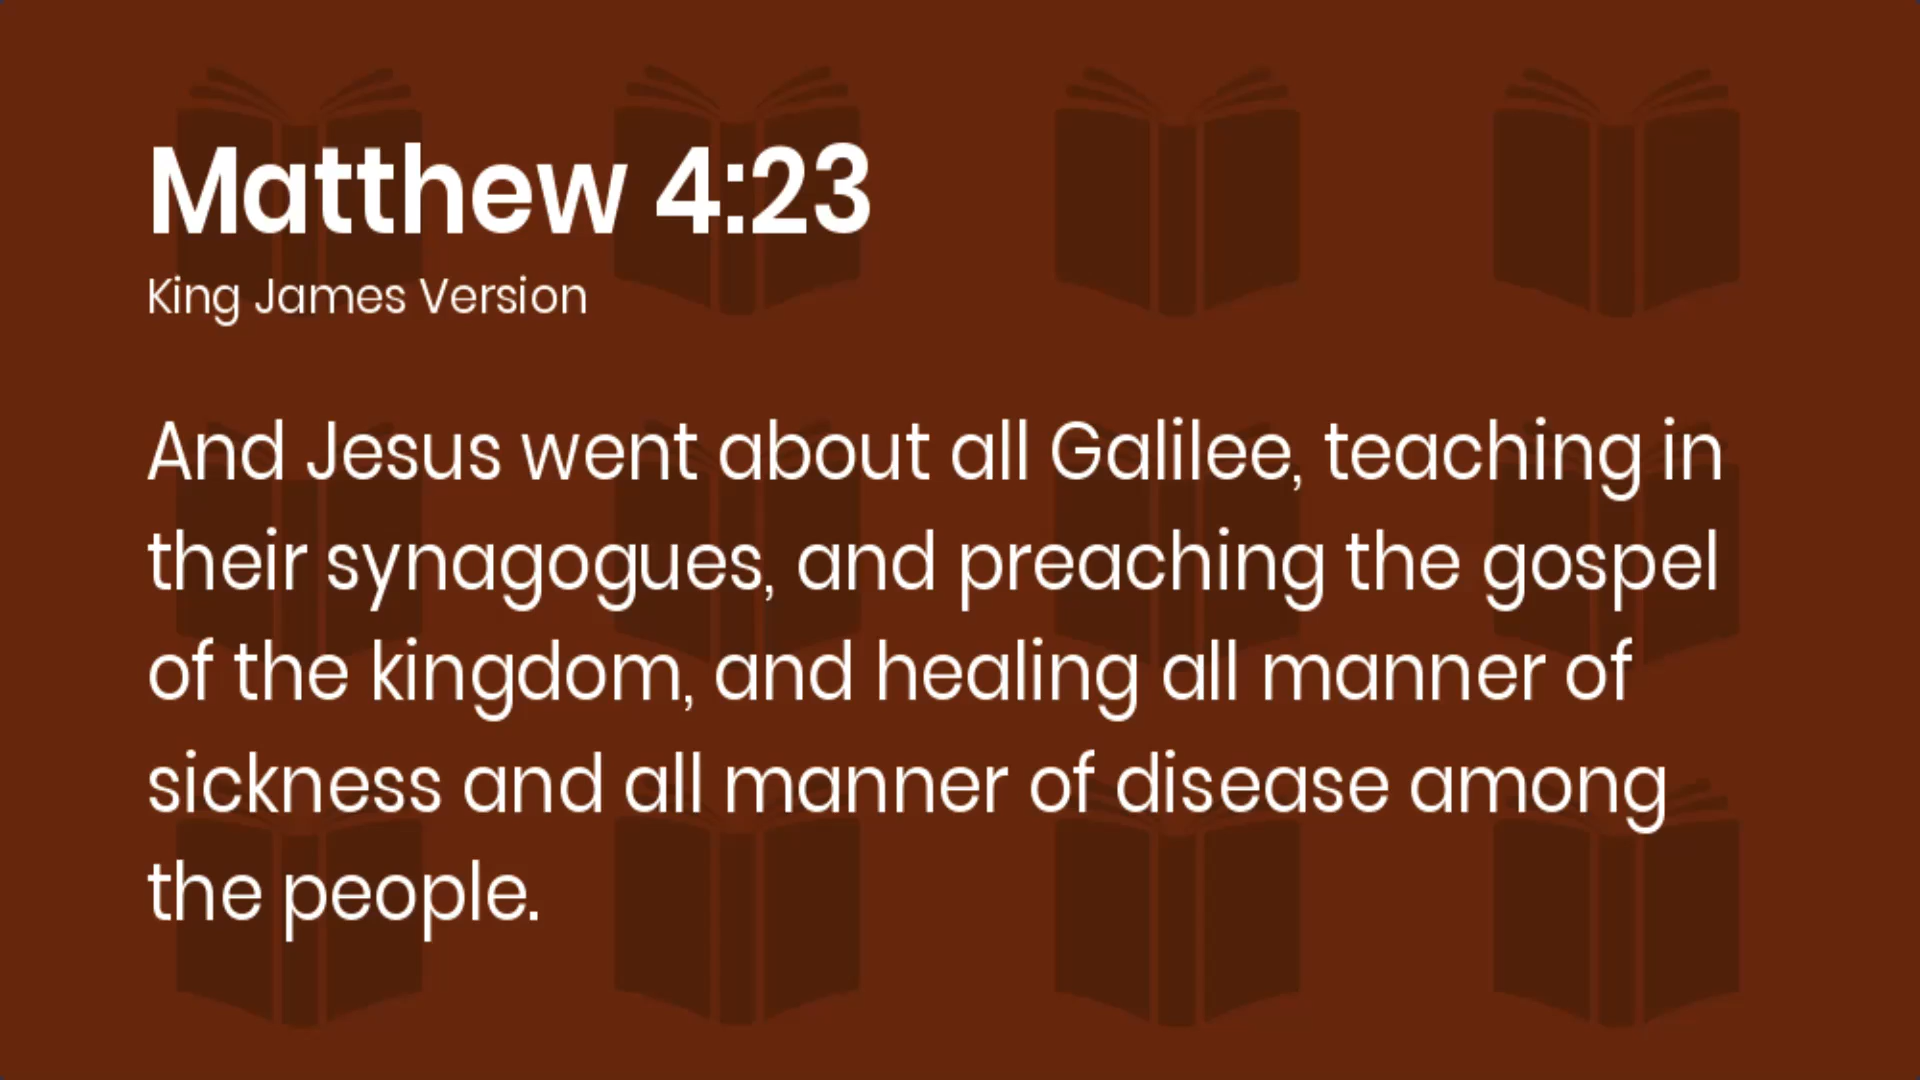 Matthew 4:23
King James Version
And Jesus went about all Galilee, teaching in
their synagogues, and preaching the gospel
of the kingdom, and healing all manner of
sickness and all manner of disease among
the people.